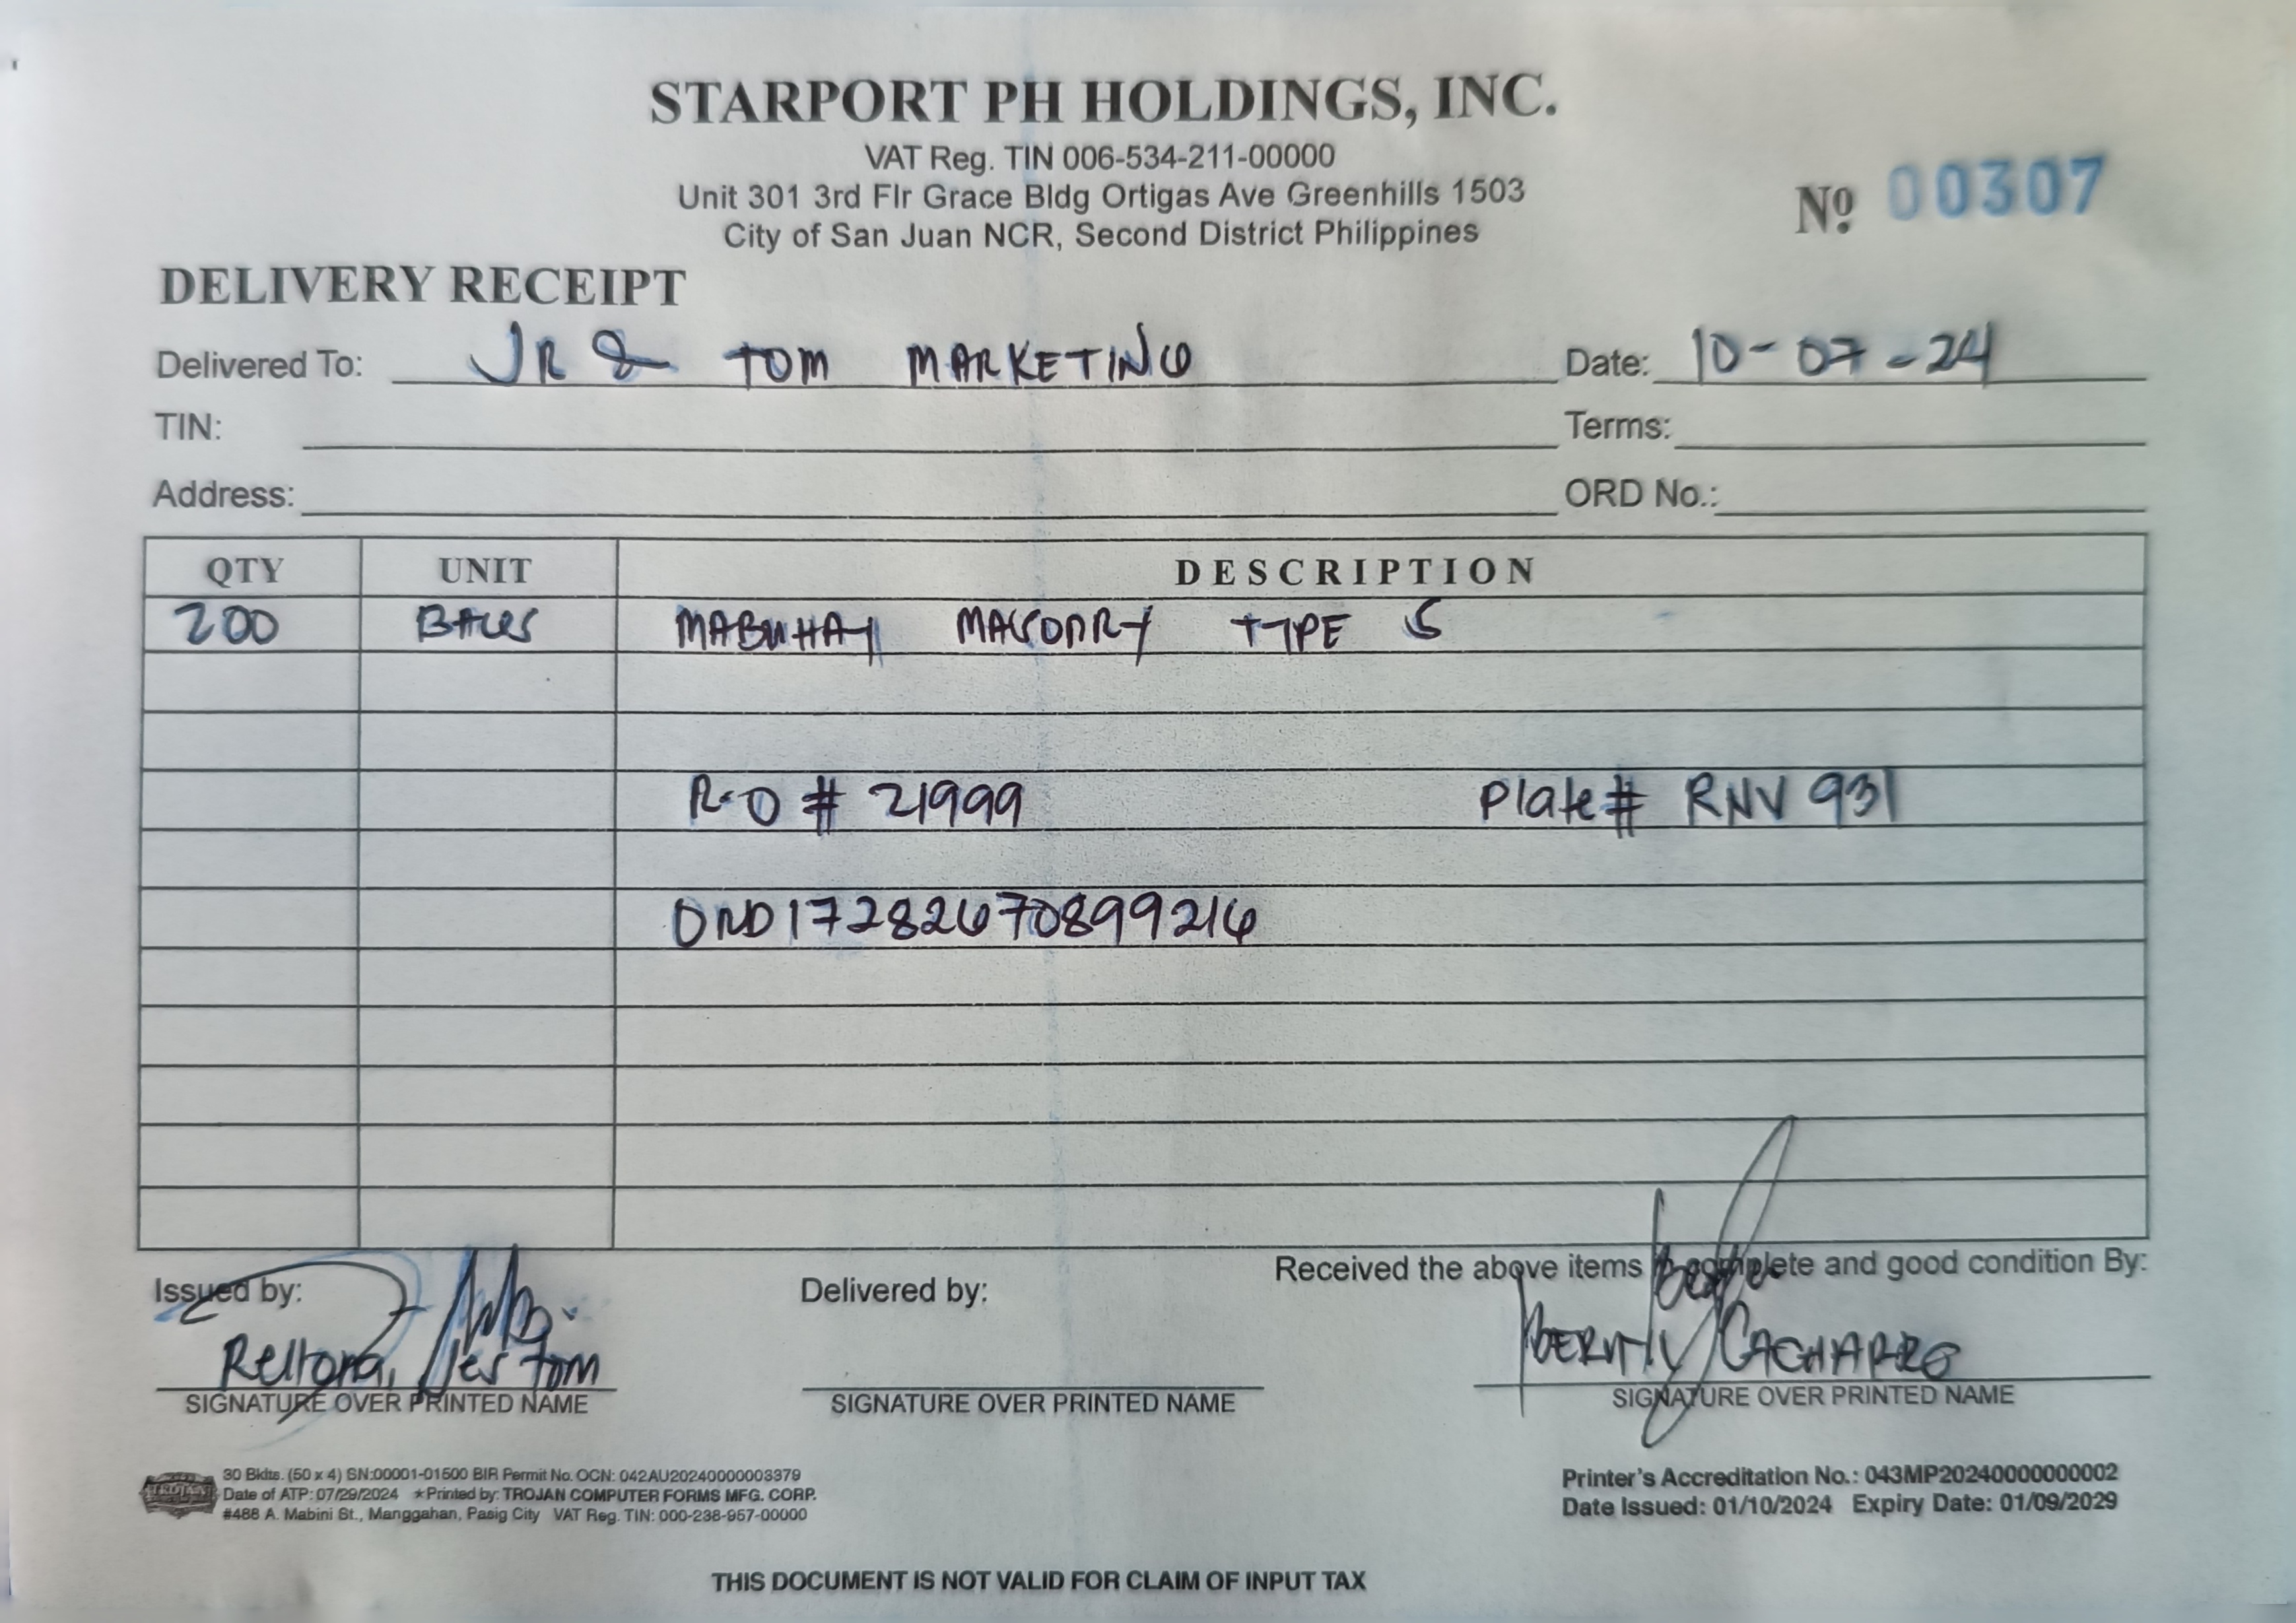 STARPORT PH HOLDINGS, INC.
VAT Reg. TIN 006-534-211-00000
Unit 301 3rd Flr Grace Bldg Ortigas Ave Greenhills 1503
City of San Juan NCR, Second District Philippines
Nº 00307
DELIVERY RECEIPT
Delivered To: JR & TOM MARKETING Date: 10-07-24
TIN: Terms:
Address: ORD No.:
QTY UNIT DESCRIPTION
200 BAGS MABUHAY MASONRY TYPE S
R.O # 21999 Plate# RNV 931
ORD17282670899216
Received the above items in complete and good condition By:
Issued by: Delivered by:
Reltona, Jes Tom
SIGNATURE OVER PRINTED NAME SIGNATURE OVER PRINTED NAME SIGNATURE OVER PRINTED NAME
30 Bklts. (50 x 4) SN:00001-01500 BIR Permit No. OCN: 042AU20240000003379
Date of ATP: 07/29/2024 ★Printed by: TROJAN COMPUTER FORMS MFG. CORP.
#488 A. Mabini St., Manggahan, Pasig City VAT Reg. TIN: 000-238-957-00000
Printer's Accreditation No.: 043MP20240000000002
Date Issued: 01/10/2024 Expiry Date: 01/09/2029
THIS DOCUMENT IS NOT VALID FOR CLAIM OF INPUT TAX